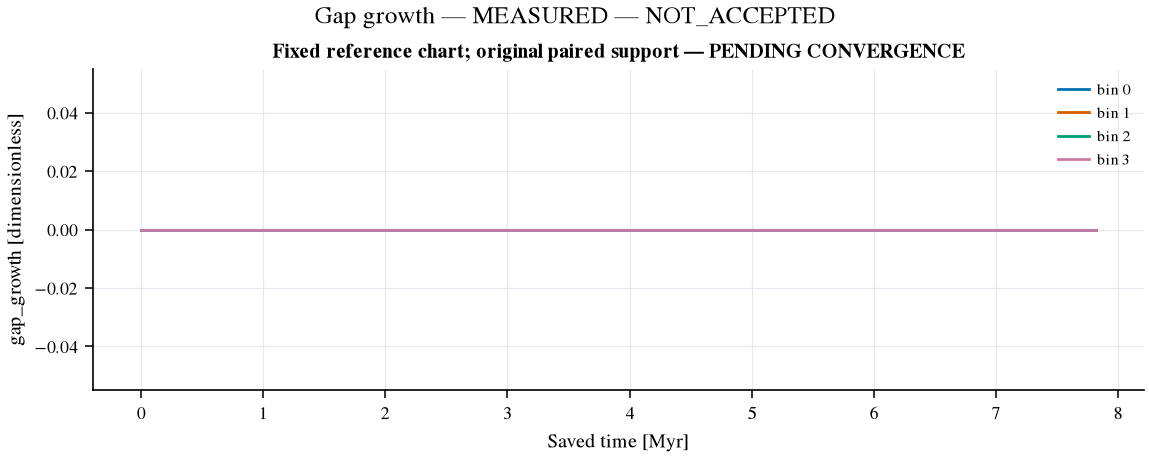 Gap growth — MEASURED — NOT_ACCEPTED
Fixed reference chart; original paired support — PENDING CONVERGENCE
bin 0
bin 1
bin 2
bin 3
gap_growth [dimensionless]
0.04
0.02
0.00
−0.02
−0.04
0 1 2 3 4 5 6 7 8
Saved time [Myr]